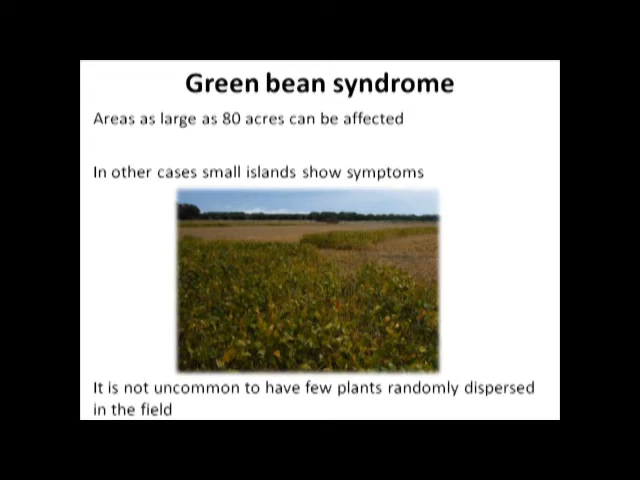 Green bean syndrome
Areas as large as 80 acres can be affected
In other cases small islands show symptoms
It is not uncommon to have few plants randomly dispersed
in the field